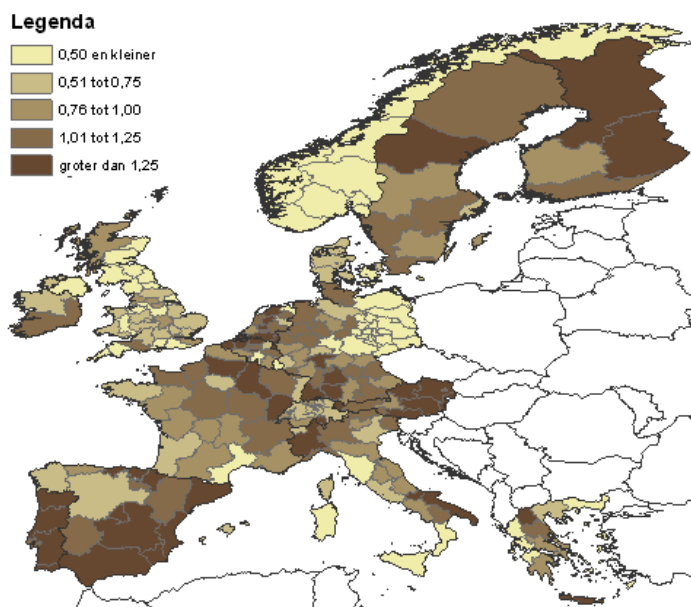 Legenda
0,50 en kleiner
0,51 tot 0,75
0,76 tot 1,00
1,01 tot 1,25
groter dan 1,25